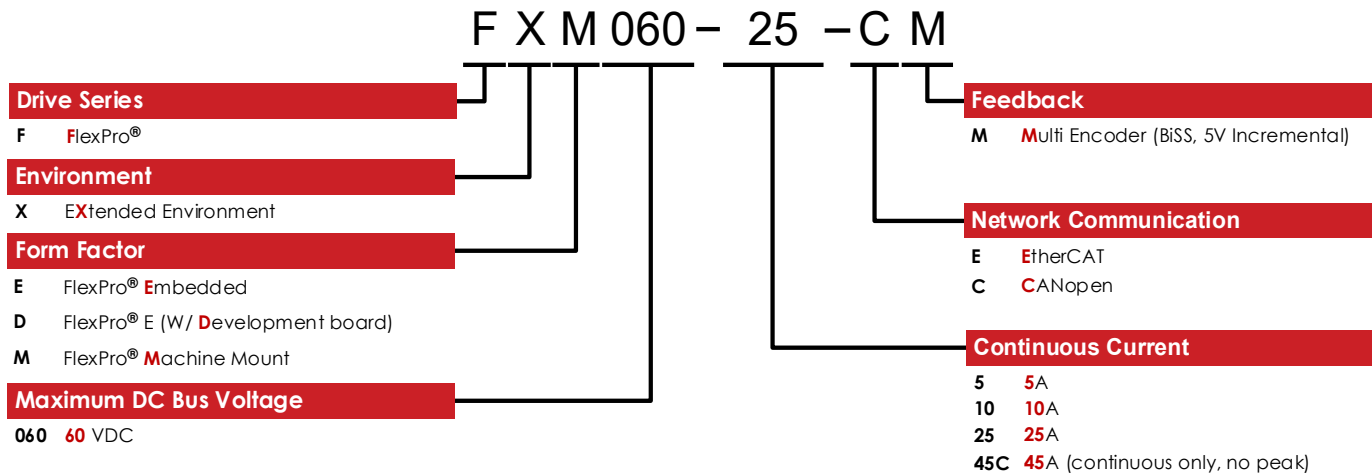 F X M 060 – 25 – C M
Drive Series
F FlexPro®
Environment
X EXtended Environment
Form Factor
E FlexPro® Embedded
D FlexPro® E (W/ Development board)
M FlexPro® Machine Mount
Maximum DC Bus Voltage
060 60 VDC
Feedback
M Multi Encoder (BiSS, 5V Incremental)
Network Communication
E EtherCAT
C CANopen
Continuous Current
5 5A
10 10A
25 25A
45C 45A (continuous only, no peak)